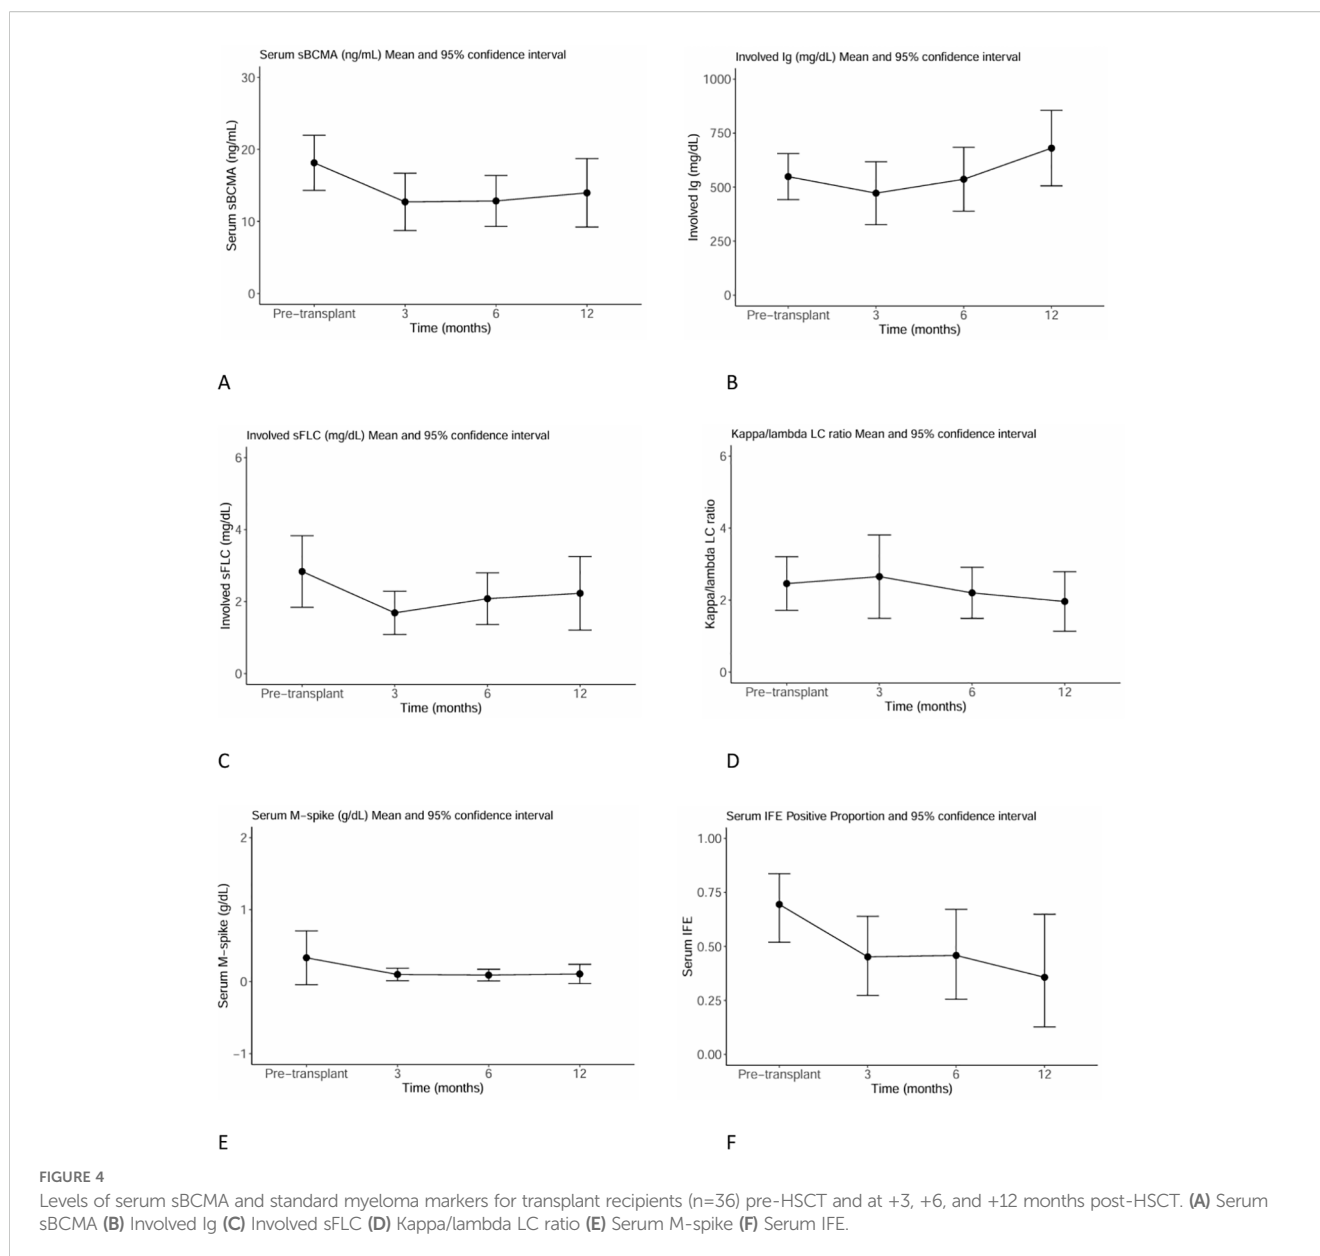 Serum sBCMA (ng/mL) Mean and 95% confidence interval
30
20
10
0
Serum sBCMA (ng/mL)
Pre−transplant 3 6 12
Time (months)
A
Involved Ig (mg/dL) Mean and 95% confidence interval
1000
750
500
250
0
Involved Ig (mg/dL)
Pre−transplant 3 6 12
Time (months)
B
Involved sFLC (mg/dL) Mean and 95% confidence interval
6
4
2
0
Involved sFLC (mg/dL)
Pre−transplant 3 6 12
Time (months)
C
Kappa/lambda LC ratio Mean and 95% confidence interval
6
4
2
0
Kappa/lambda LC ratio
Pre−transplant 3 6 12
Time (months)
D
Serum M−spike (g/dL) Mean and 95% confidence interval
2
1
0
−1
Serum M−spike (g/dL)
Pre−transplant 3 6 12
Time (months)
E
Serum IFE Positive Proportion and 95% confidence interval
1.00
0.75
0.50
0.25
0.00
Serum IFE
Pre−transplant 3 6 12
Time (months)
F
FIGURE 4
Levels of serum sBCMA and standard myeloma markers for transplant recipients (n=36) pre-HSCT and at +3, +6, and +12 months post-HSCT. (A) Serum
sBCMA (B) Involved Ig (C) Involved sFLC (D) Kappa/lambda LC ratio (E) Serum M-spike (F) Serum IFE.